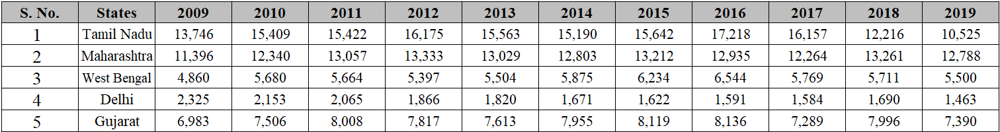 S. No. States 2009 2010 2011 2012 2013 2014 2015 2016 2017 2018 2019
1 Tamil Nadu 13,746 15,409 15,422 16,175 15,563 15,190 15,642 17,218 16,157 12,216 10,525
2 Maharashtra 11,396 12,340 13,057 13,333 13,029 12,803 13,212 12,935 12,264 13,261 12,788
3 West Bengal 4,860 5,680 5,664 5,397 5,504 5,875 6,234 6,544 5,769 5,711 5,500
4 Delhi 2,325 2,153 2,065 1,866 1,820 1,671 1,622 1,591 1,584 1,690 1,463
5 Gujarat 6,983 7,506 8,008 7,817 7,613 7,955 8,119 8,136 7,289 7,996 7,390